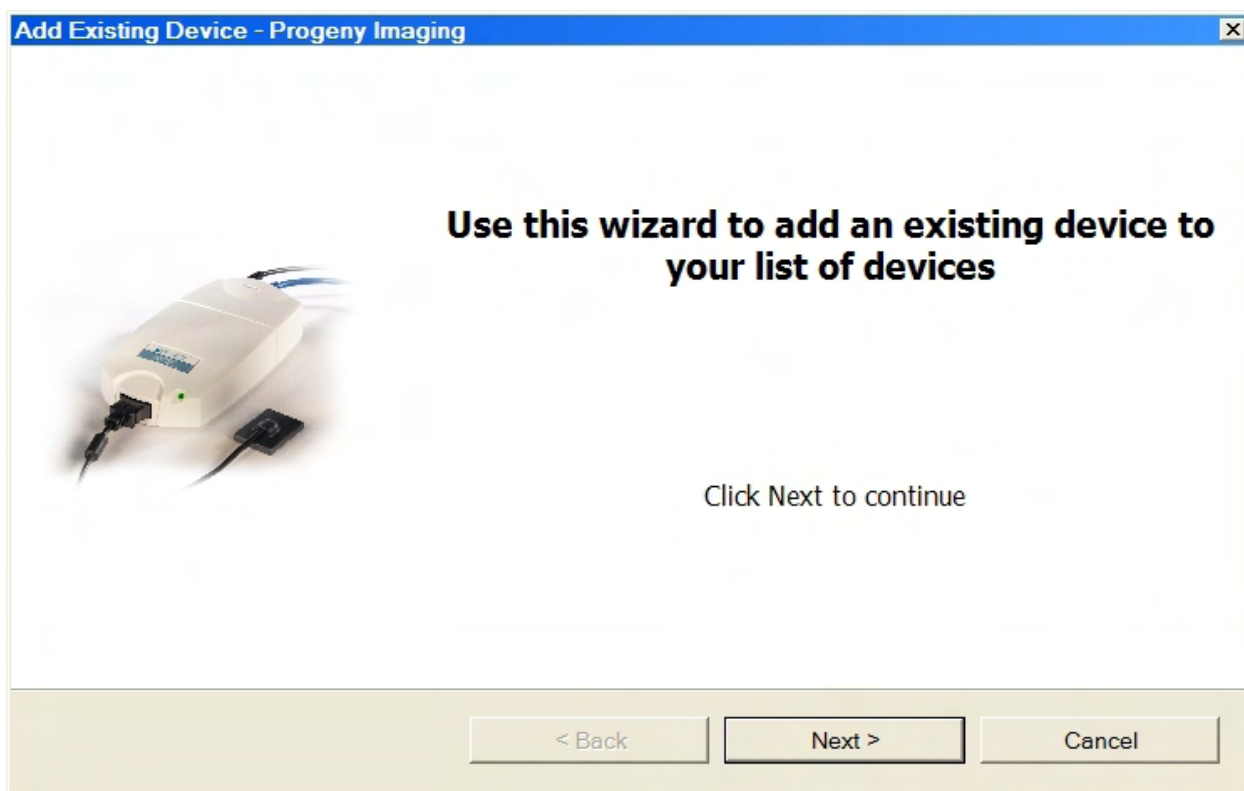 Add Existing Device - Progeny Imaging
Use this wizard to add an existing device to
your list of devices
Click Next to continue
< Back
Next >
Cancel